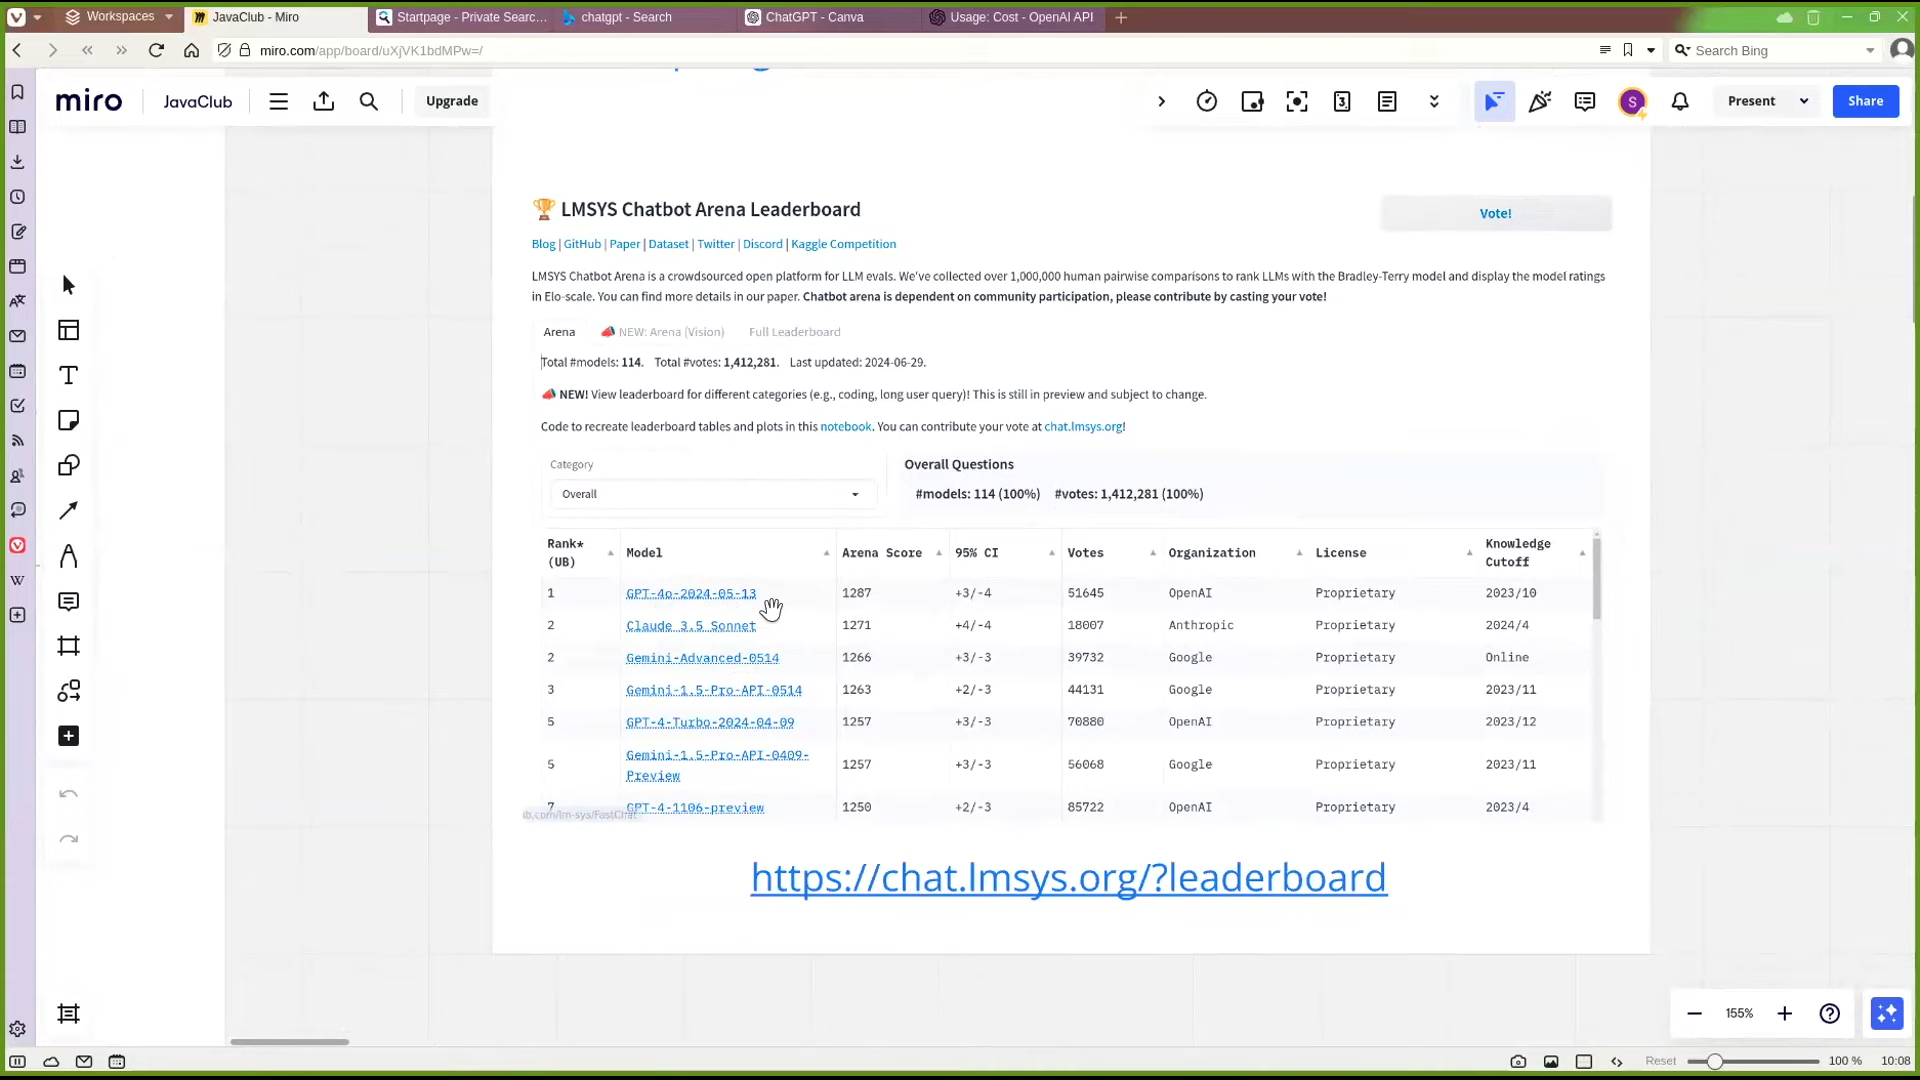 Workspaces
JavaClub - Miro
Startpage - Private Searc...
chatgpt - Search
ChatGPT - Canva
Usage: Cost - OpenAI API
miro.com/app/board/uXjVK1bdMPw=/
Search Bing
miro
JavaClub
Upgrade
3
S
Present
Share
LMSYS Chatbot Arena Leaderboard
Vote!
Blog | GitHub | Paper | Dataset | Twitter | Discord | Kaggle Competition
LMSYS Chatbot Arena is a crowdsourced open platform for LLM evals. We've collected over 1,000,000 human pairwise comparisons to rank LLMs with the Bradley-Terry model and display the model ratings
in Elo-scale. You can find more details in our paper. Chatbot arena is dependent on community participation, please contribute by casting your vote!
Arena NEW: Arena (Vision) Full Leaderboard
Total #models: 114. Total #votes: 1,412,281. Last updated: 2024-06-29.
NEW! View leaderboard for different categories (e.g., coding, long user query)! This is still in preview and subject to change.
Code to recreate leaderboard tables and plots in this notebook. You can contribute your vote at chat.lmsys.org!
Category
Overall
Overall Questions
#models: 114 (100%) #votes: 1,412,281 (100%)
Rank* (UB) Model Arena Score 95% CI Votes Organization License Knowledge Cutoff
1 GPT-4o-2024-05-13 1287 +3/-4 51645 OpenAI Proprietary 2023/10
2 Claude 3.5 Sonnet 1271 +4/-4 18007 Anthropic Proprietary 2024/4
2 Gemini-Advanced-0514 1266 +3/-3 39732 Google Proprietary Online
3 Gemini-1.5-Pro-API-0514 1263 +2/-3 44131 Google Proprietary 2023/11
5 GPT-4-Turbo-2024-04-09 1257 +3/-3 70880 OpenAI Proprietary 2023/12
5 Gemini-1.5-Pro-API-0409-Preview 1257 +3/-3 56068 Google Proprietary 2023/11
7 GPT-4-1106-preview 1250 +2/-3 85722 OpenAI Proprietary 2023/4
b.com/lm-sys/FastChat
https://chat.lmsys.org/?leaderboard
155%
Reset 100 % 10:08